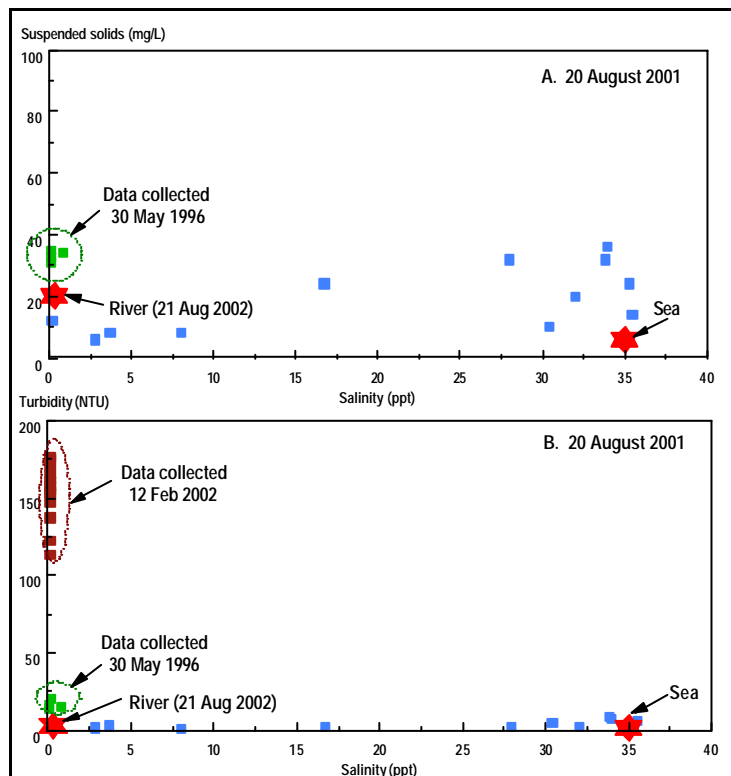 Suspended solids (mg/L)
100
A. 20 August 2001
80
60
Data collected
30 May 1996
40
River (21 Aug 2002)
20
Sea
0
0 5 10 15 20 25 30 35 40
Salinity (ppt)
Turbidity (NTU)
200
B. 20 August 2001
Data collected
12 Feb 2002
150
100
Data collected
30 May 1996
50
River (21 Aug 2002)
Sea
0
0 5 10 15 20 25 30 35 40
Salinity (ppt)